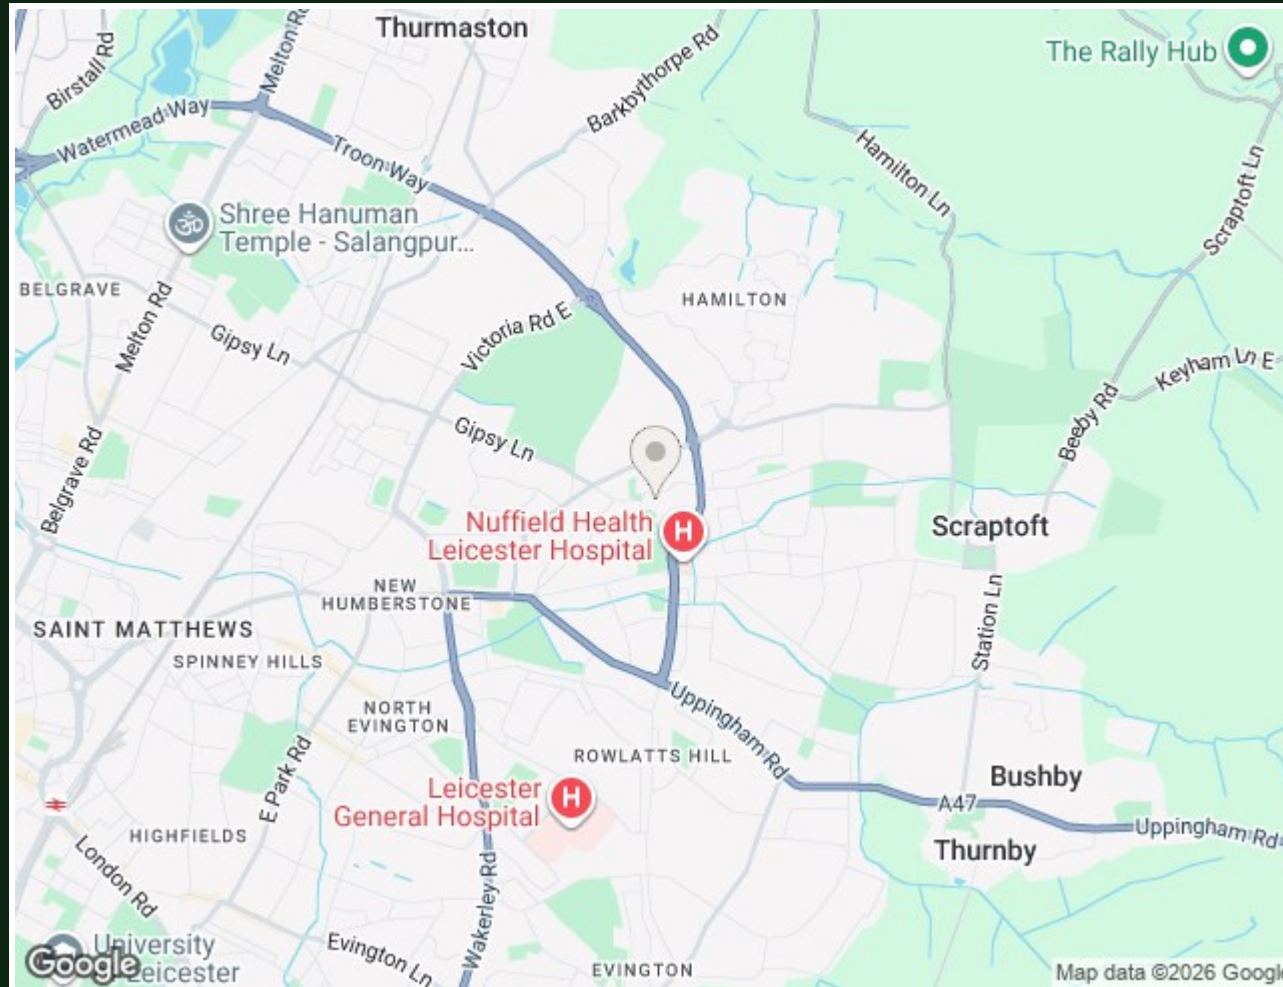 Thurmaston
Melton Rd
Birstall Rd
Barkbythorpe Rd
The Rally Hub
Watermead Way
Troon Way
Hamilton Ln
Scraptoft Ln
Shree Hanuman
Temple - Salangpur...
BELGRAVE
HAMILTON
Melton Rd
Gipsy Ln
Victoria Rd E
Keyham Ln E
Beeby Rd
Gipsy Ln
Belgrave Rd
Nuffield Health
Leicester Hospital
H
Scraptoft
NEW
HUMBERSTONE
SAINT MATTHEWS
SPINNEY HILLS
Station Ln
NORTH
EVINGTON
Uppingham Rd
ROWLATTS HILL
E Park Rd
Leicester
General Hospital
H
Bushby
A47
Uppingham Rd
HIGHFIELDS
Thurnby
London Rd
Wakerley Rd
University
Leicester
Evington Ln
EVINGTON
Google
Map data ©2026 Google